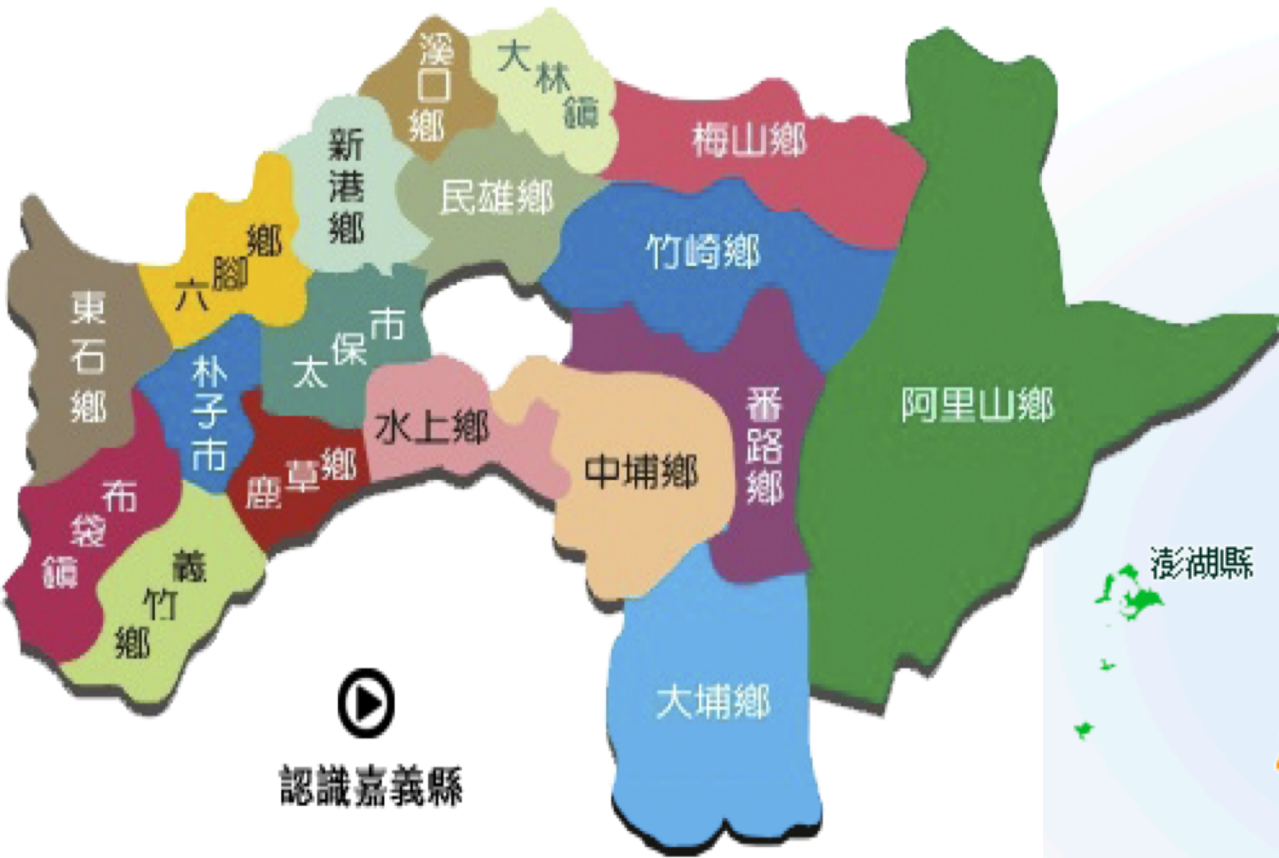 溪口鄉
大林鎮
梅山鄉
新港鄉
民雄鄉
竹崎鄉
六腳鄉
東石鄉
太保市
朴子市
水上鄉
番路鄉
阿里山鄉
鹿草鄉
中埔鄉
布袋鎮
義竹鄉
澎湖縣
大埔鄉
認識嘉義縣